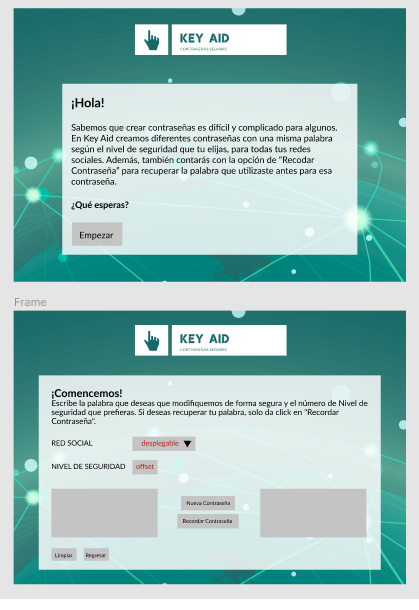 KEY AID
CONTRASEÑAS SEGURAS
¡Hola!
Sabemos que crear contraseñas es difícil y complicado para algunos.
En Key Aid creamos diferentes contraseñas con una misma palabra
según el nivel de seguridad que tu elijas, para todas tus redes
sociales. Además, también contarás con la opción de "Recodar
Contraseña" para recuperar la palabra que utilizaste antes para esa
contraseña.
¿Qué esperas?
Empezar
Frame
KEY AID
CONTRASEÑAS SEGURAS
¡Comencemos!
Escribe la palabra que deseas que modifiquemos de forma segura y el número de Nivel de
seguridad que prefieras. Si deseas recuperar tu palabra, solo da click en "Recordar
Contraseña".
RED SOCIAL
desplegable
NIVEL DE SEGURIDAD
offset
Nueva Contraseña
Recordar Contraseña
Limpiar
Regresar